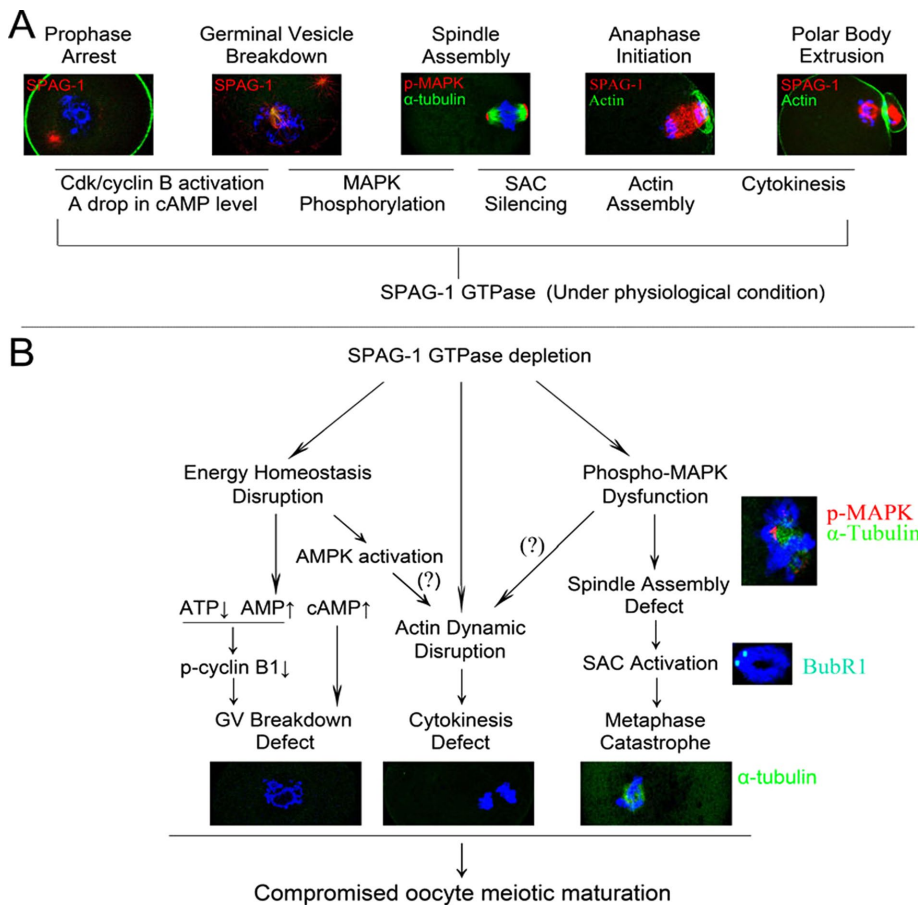 A
Prophase
Arrest
Germinal Vesicle
Breakdown
Spindle
Assembly
Anaphase
Initiation
Polar Body
Extrusion
SPAG-1
SPAG-1
p-MAPK
α-tubulin
SPAG-1
Actin
SPAG-1
Actin
Cdk/cyclin B activation
A drop in cAMP level
MAPK
Phosphorylation
SAC
Silencing
Actin
Assembly
Cytokinesis
SPAG-1 GTPase (Under physiological condition)
B
SPAG-1 GTPase depletion
Energy Homeostasis
Disruption
Phospho-MAPK
Dysfunction
p-MAPK
α-Tubulin
AMPK activation
(?)
(?)
ATP↓ AMP↑ cAMP↑
Actin Dynamic
Disruption
Spindle Assembly
Defect
p-cyclin B1↓
SAC Activation
BubR1
GV Breakdown
Defect
Cytokinesis
Defect
Metaphase
Catastrophe
α-tubulin
Compromised oocyte meiotic maturation